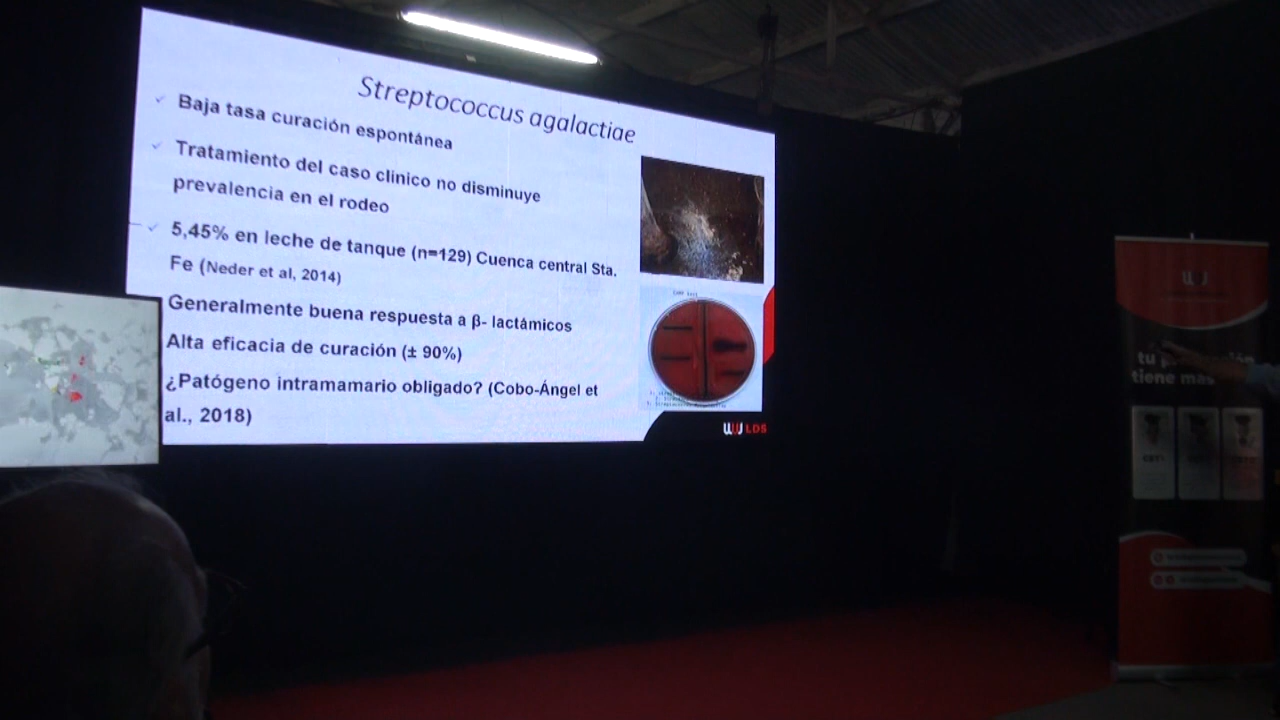 Streptococcus agalactiae
Baja tasa curación espontánea
Tratamiento del caso clínico no disminuye
prevalencia en el rodeo
5,45% en leche de tanque (n=129) Cuenca central Sta.
Fe (Neder et al, 2014)
Generalmente buena respuesta a β- lactámicos
Alta eficacia de curación (± 90%)
¿Patógeno intramamario obligado? (Cobo-Ángel et
al., 2018)
LDS
tu
tiene mas